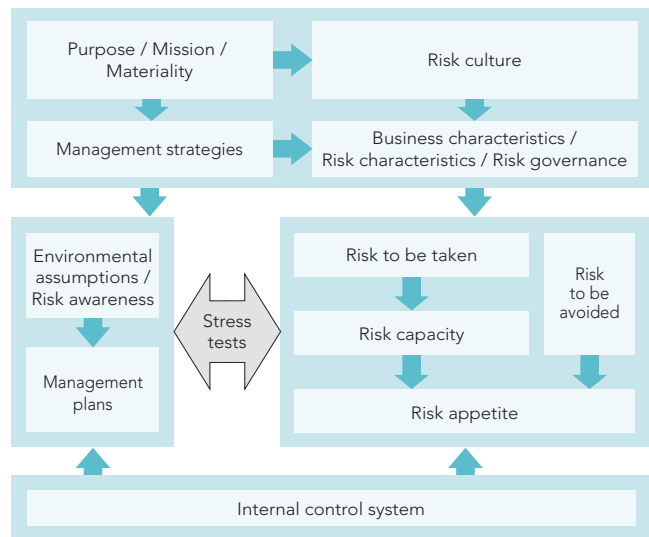 Purpose / Mission /
Materiality
Risk culture
Management strategies
Business characteristics /
Risk characteristics / Risk governance
Environmental
assumptions /
Risk awareness
Management
plans
Stress
tests
Risk to be taken
Risk capacity
Risk
to be
avoided
Risk appetite
Internal control system